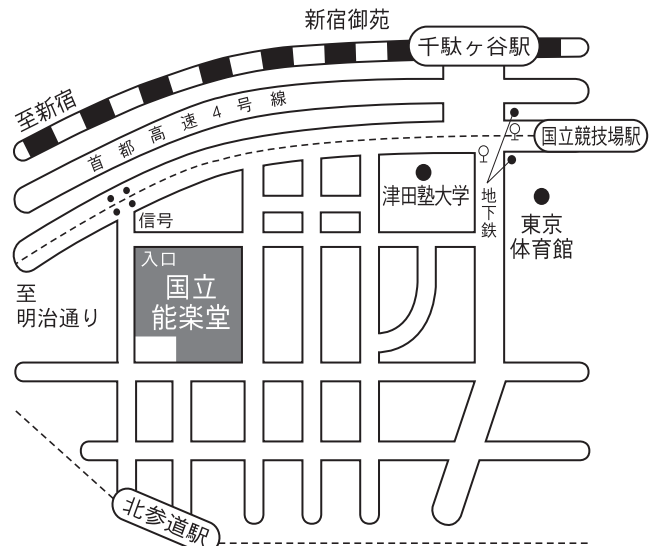 新宿御苑
千駄ヶ谷駅
至新宿
首都高速4号線
国立競技場駅
津田塾大学
地下鉄
東京
体育館
信号
入口
国立
能楽堂
至
明治通り
北参道駅